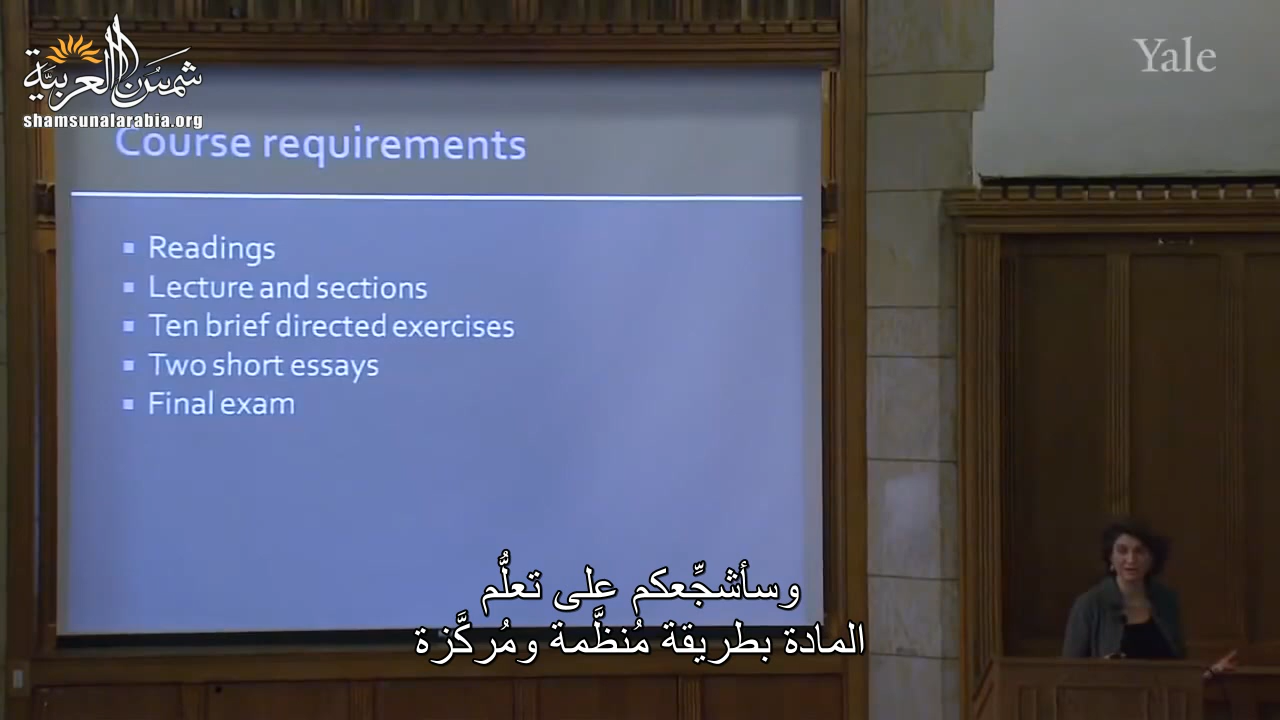 شمس العربية
shamsunalarabia.org
Yale
Course requirements
▪ Readings
▪ Lecture and sections
▪ Ten brief directed exercises
▪ Two short essays
▪ Final exam
وسأشجِّعكم على تعلُّم
المادة بطريقة مُنظَّمة ومُركَّزة